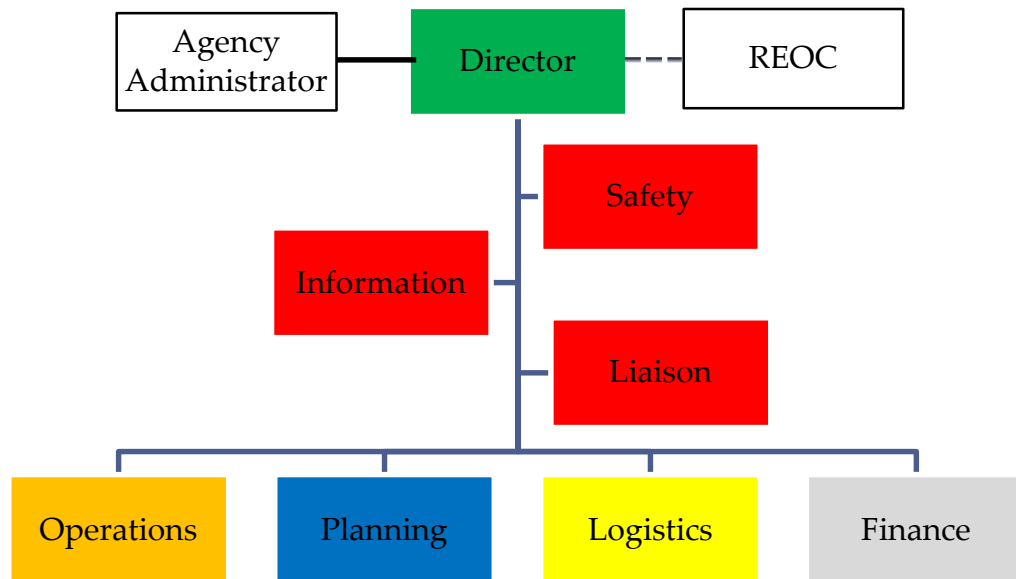 Agency
Administrator
Director
REOC
Safety
Information
Liaison
Operations
Planning
Logistics
Finance